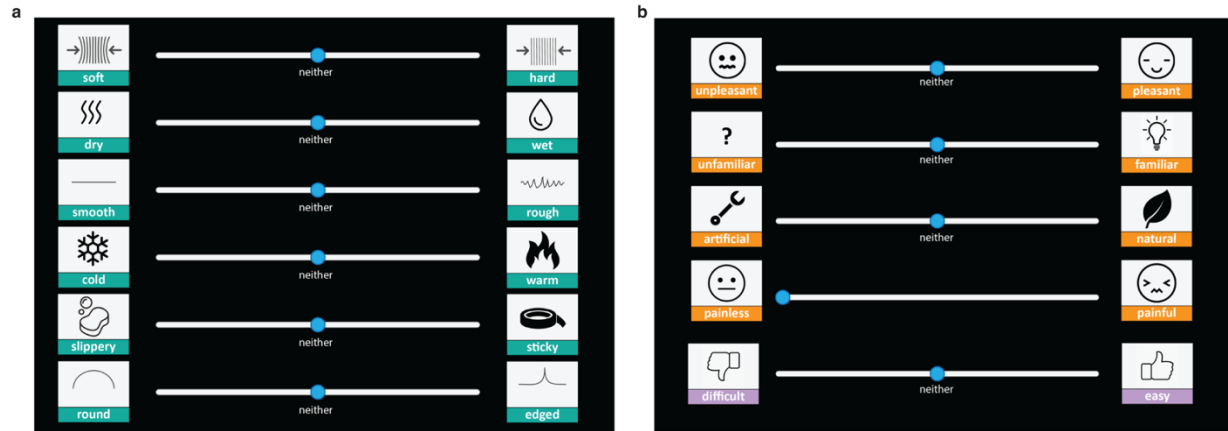 a
soft
neither
hard
dry
neither
wet
smooth
neither
rough
cold
neither
warm
slippery
neither
sticky
round
neither
edged
b
unpleasant
neither
pleasant
?
unfamiliar
neither
familiar
artificial
neither
natural
painless
painful
difficult
neither
easy